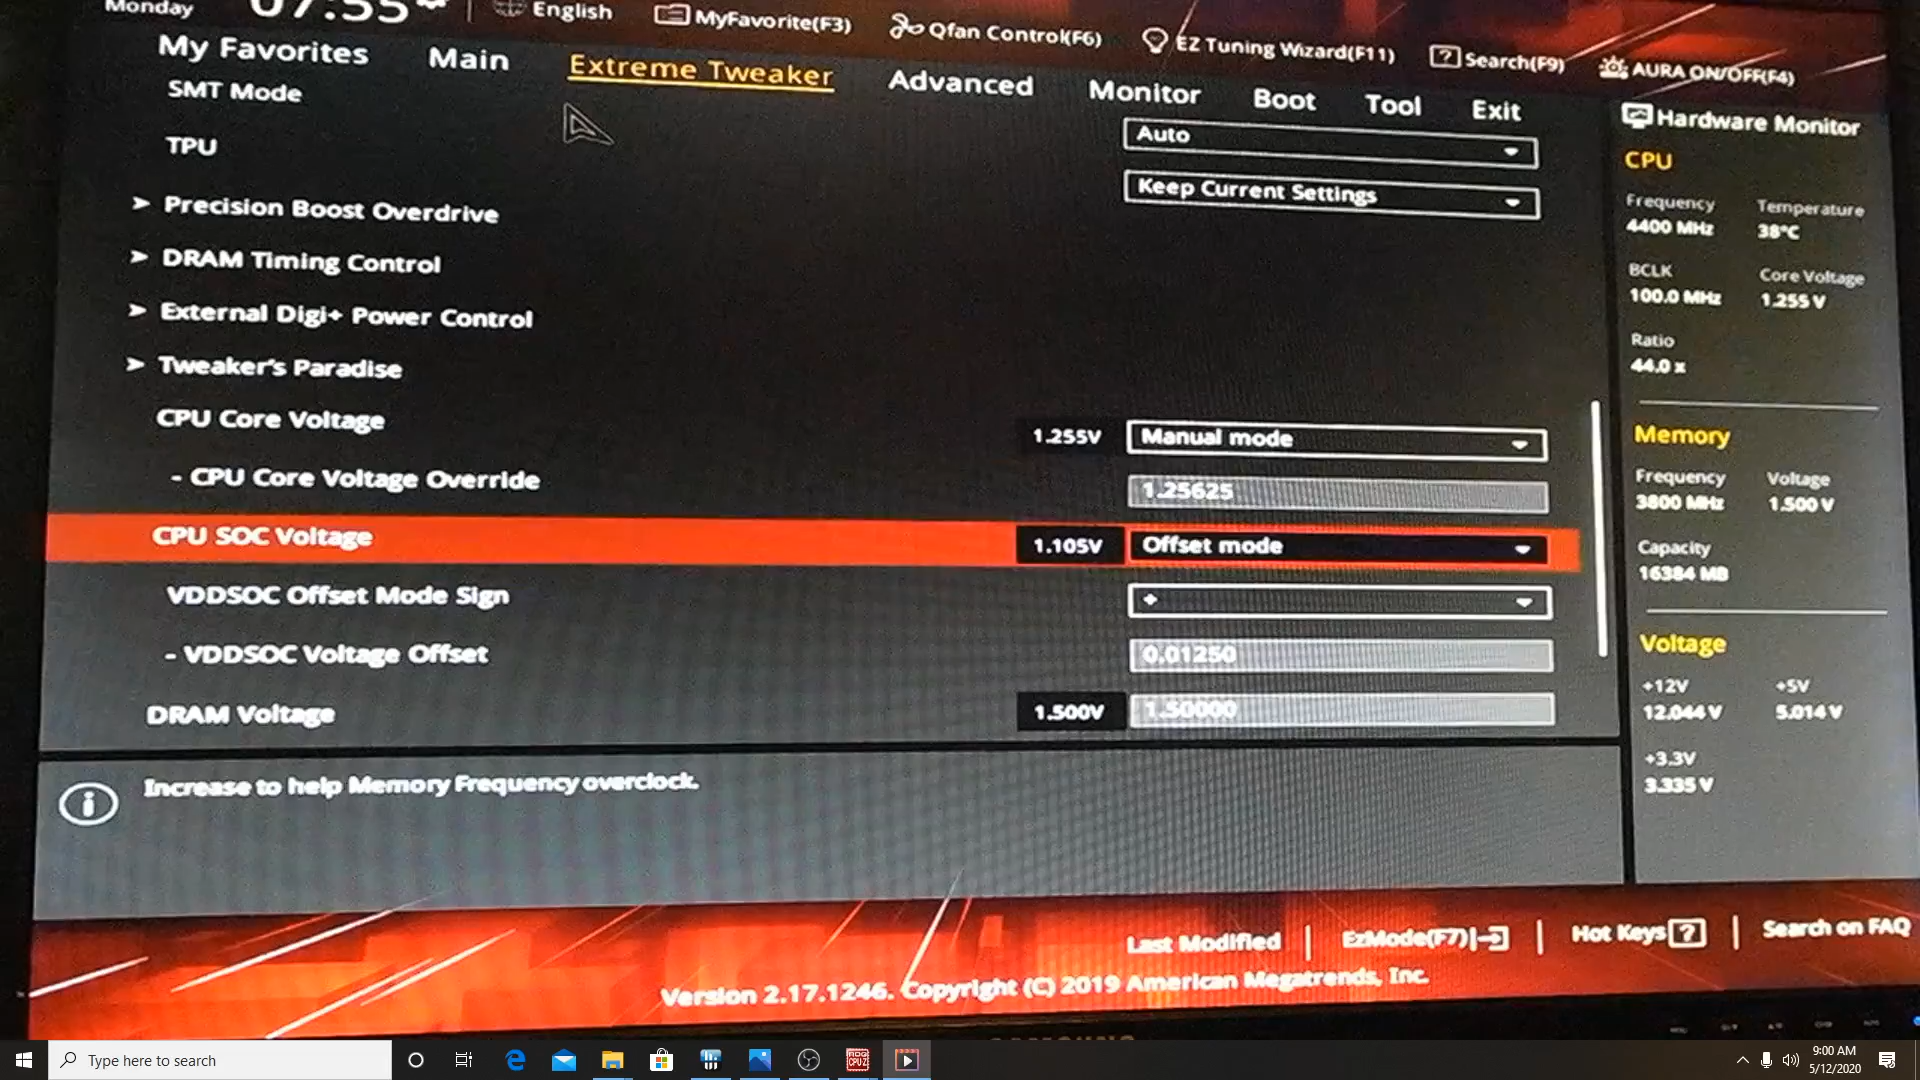 Monday 07:55 English MyFavorite(F3) Qfan Control(F6) EZ Tuning Wizard(F11) Search(F9) AURA ON/OFF(F4)
My Favorites Main Extreme Tweaker Advanced Monitor Boot Tool Exit
Hardware Monitor
SMT Mode Auto
TPU Keep Current Settings
> Precision Boost Overdrive
> DRAM Timing Control
> External Digi+ Power Control
> Tweaker's Paradise
CPU Core Voltage 1.255V Manual mode
- CPU Core Voltage Override 1.25625
CPU SOC Voltage 1.105V Offset mode
VDDSOC Offset Mode Sign +
- VDDSOC Voltage Offset 0.01250
DRAM Voltage 1.500V 1.50000
Increase to help Memory Frequency overclock.
CPU
Frequency Temperature
4400 MHz 38°C
BCLK Core Voltage
100.0 MHz 1.255 V
Ratio
44.0 x
Memory
Frequency Voltage
3800 MHz 1.500 V
Capacity
16384 MB
Voltage
+12V +5V
12.044 V 5.014 V
+3.3V
3.335 V
Last Modified EzMode(F7) Hot Keys ? Search on FAQ
Version 2.17.1246. Copyright (C) 2019 American Megatrends, Inc.
Type here to search
9:00 AM
5/12/2020